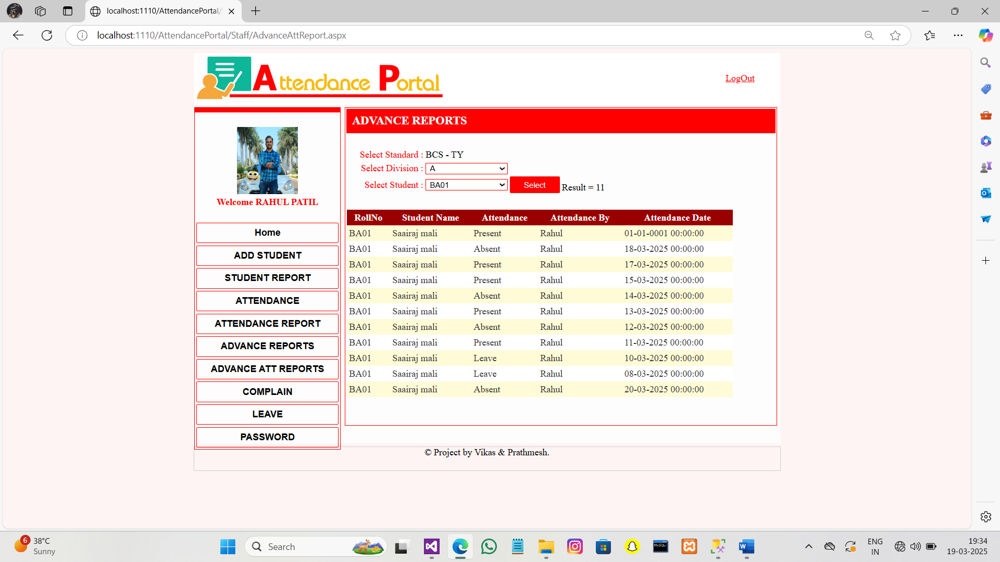 localhost:1110/AttendancePortal/
localhost:1110/AttendancePortal/Staff/AdvanceAttReport.aspx
Attendance Portal
LogOut
Welcome RAHUL PATIL
Home
ADD STUDENT
STUDENT REPORT
ATTENDANCE
ATTENDANCE REPORT
ADVANCE REPORTS
ADVANCE ATT REPORTS
COMPLAIN
LEAVE
PASSWORD
ADVANCE REPORTS
Select Standard : BCS - TY
Select Division : A
Select Student : BA01 Select Result = 11
RollNo Student Name Attendance Attendance By Attendance Date
BA01 Saairaj mali Present Rahul 01-01-0001 00:00:00
BA01 Saairaj mali Absent Rahul 18-03-2025 00:00:00
BA01 Saairaj mali Present Rahul 17-03-2025 00:00:00
BA01 Saairaj mali Present Rahul 15-03-2025 00:00:00
BA01 Saairaj mali Absent Rahul 14-03-2025 00:00:00
BA01 Saairaj mali Present Rahul 13-03-2025 00:00:00
BA01 Saairaj mali Absent Rahul 12-03-2025 00:00:00
BA01 Saairaj mali Present Rahul 11-03-2025 00:00:00
BA01 Saairaj mali Leave Rahul 10-03-2025 00:00:00
BA01 Saairaj mali Leave Rahul 08-03-2025 00:00:00
BA01 Saairaj mali Absent Rahul 20-03-2025 00:00:00
© Project by Vikas & Prathmesh.
6
38°C
Sunny
Search
MySQL
W
ENG
IN
19:34
19-03-2025